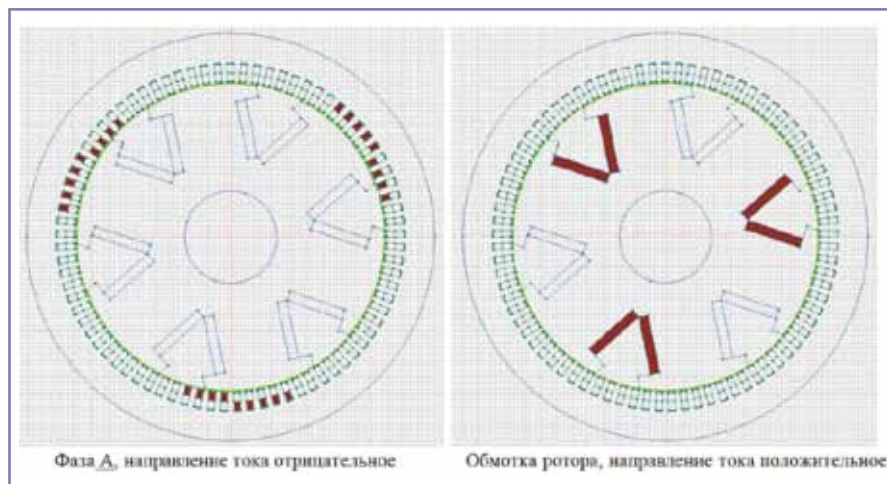 Фаза А, направление тока отрицательное
Обмотка ротора, направление тока положительное